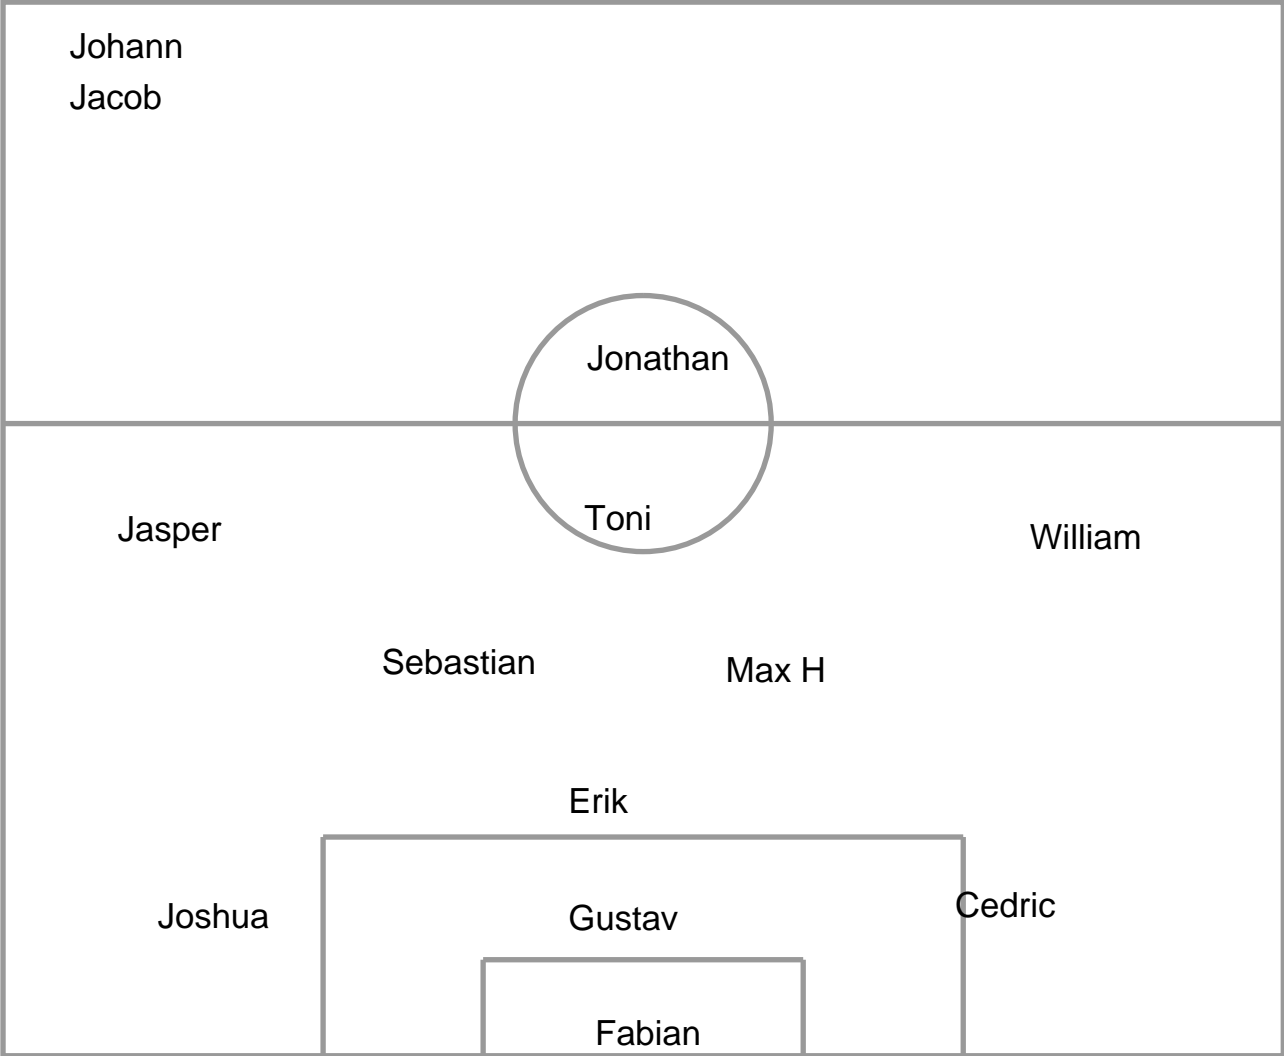 Johann
Jacob
Jonathan
Toni
Jasper
William
Sebastian
Max H
Erik
Cedric
Joshua
Gustav
Fabian